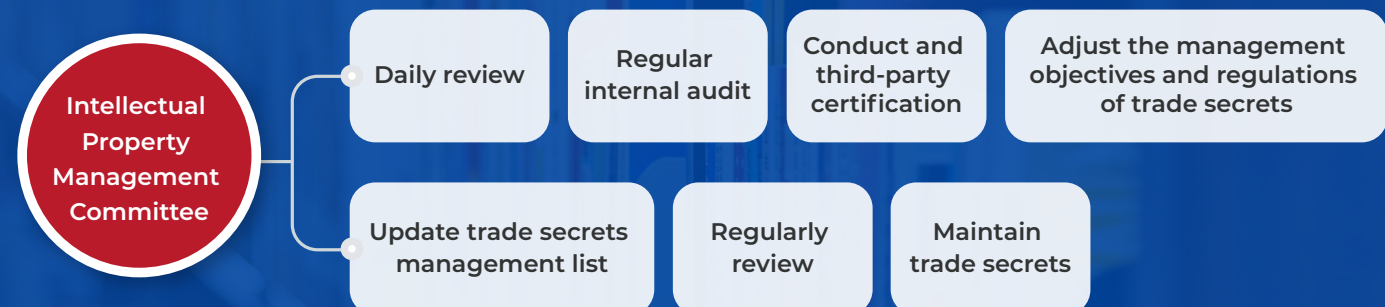 Intellectual
Property
Management
Committee
Daily review
Regular
internal audit
Conduct and
third-party
certification
Adjust the management
objectives and regulations
of trade secrets
Update trade secrets
management list
Regularly
review
Maintain
trade secrets